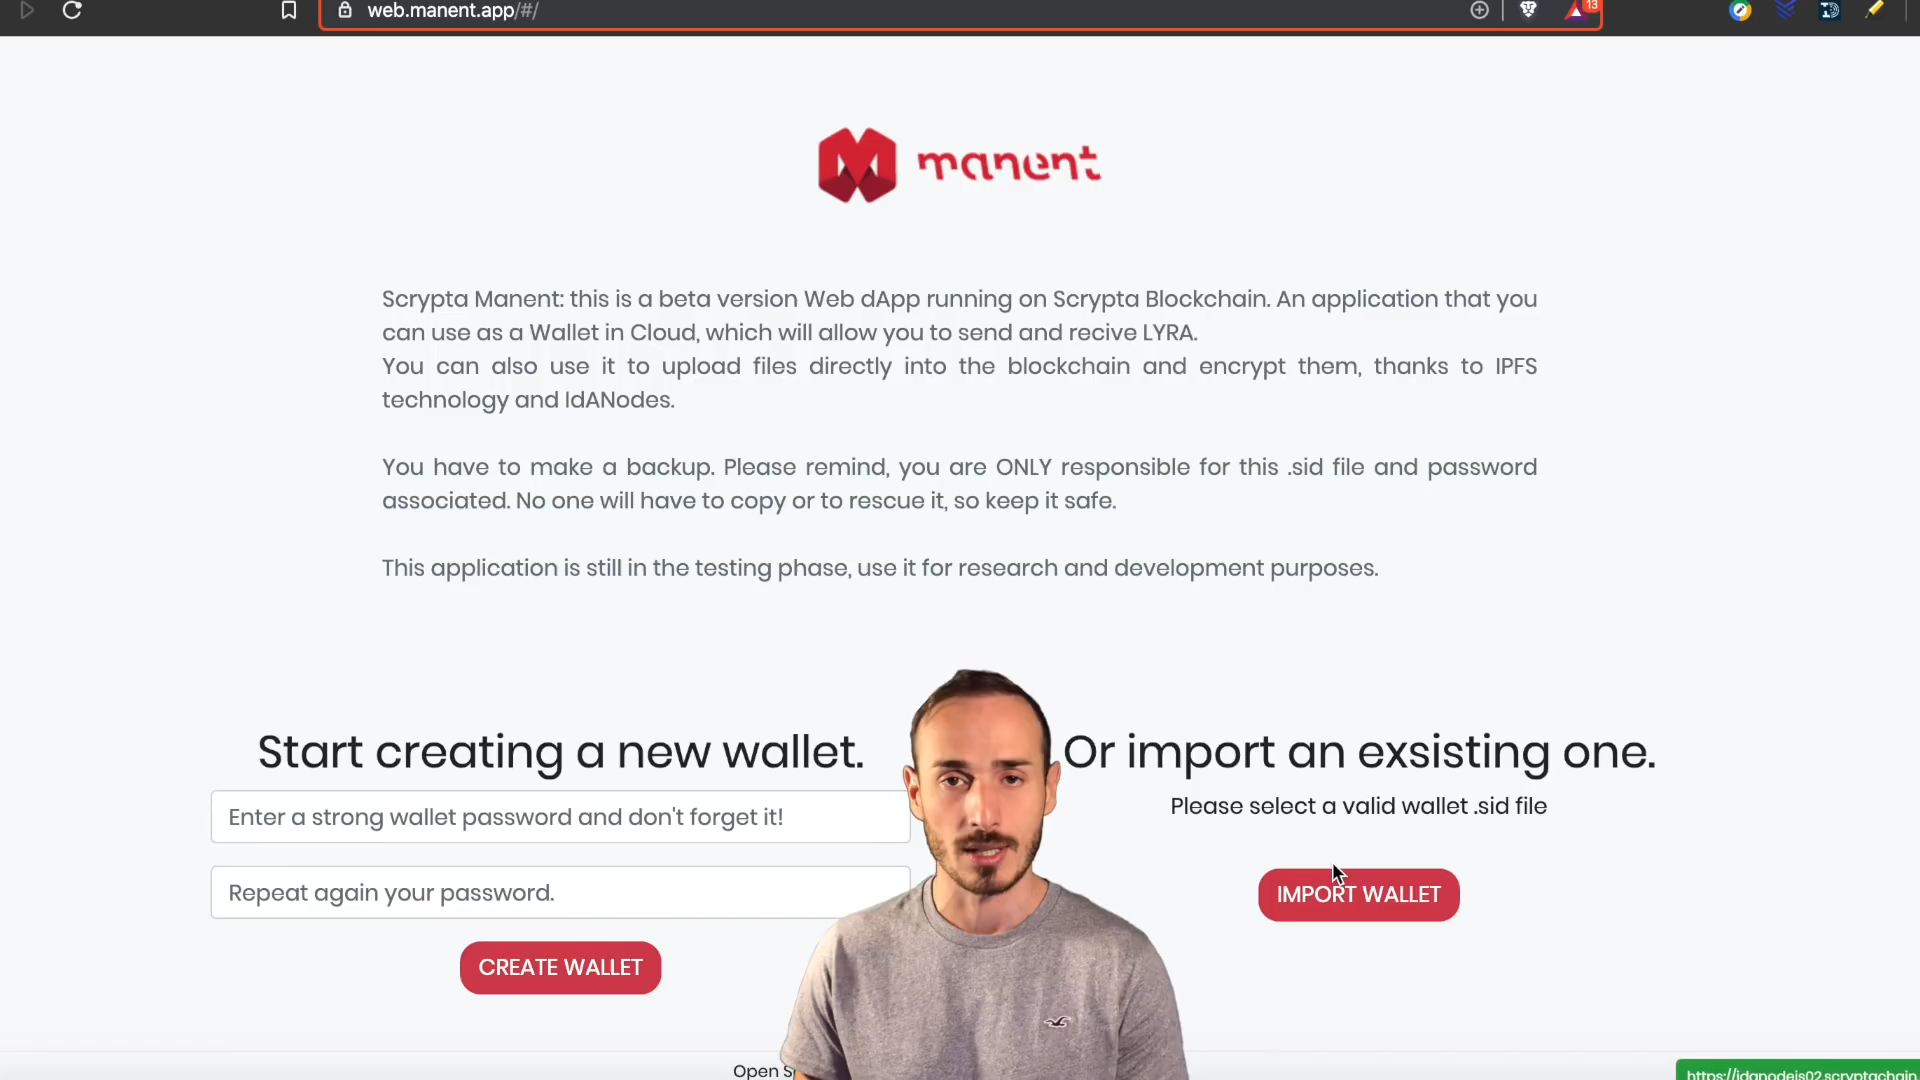 web.manent.app/#/
13
manent
Scrypta Manent: this is a beta version Web dApp running on Scrypta Blockchain. An application that you
can use as a Wallet in Cloud, which will allow you to send and recive LYRA.
You can also use it to upload files directly into the blockchain and encrypt them, thanks to IPFS
technology and IdANodes.
You have to make a backup. Please remind, you are ONLY responsible for this .sid file and password
associated. No one will have to copy or to rescue it, so keep it safe.
This application is still in the testing phase, use it for research and development purposes.
Start creating a new wallet.
Enter a strong wallet password and don't forget it!
Repeat again your password.
CREATE WALLET
Or import an exsisting one.
Please select a valid wallet .sid file
IMPORT WALLET
Open S
https://idanodejs02.scryptachain